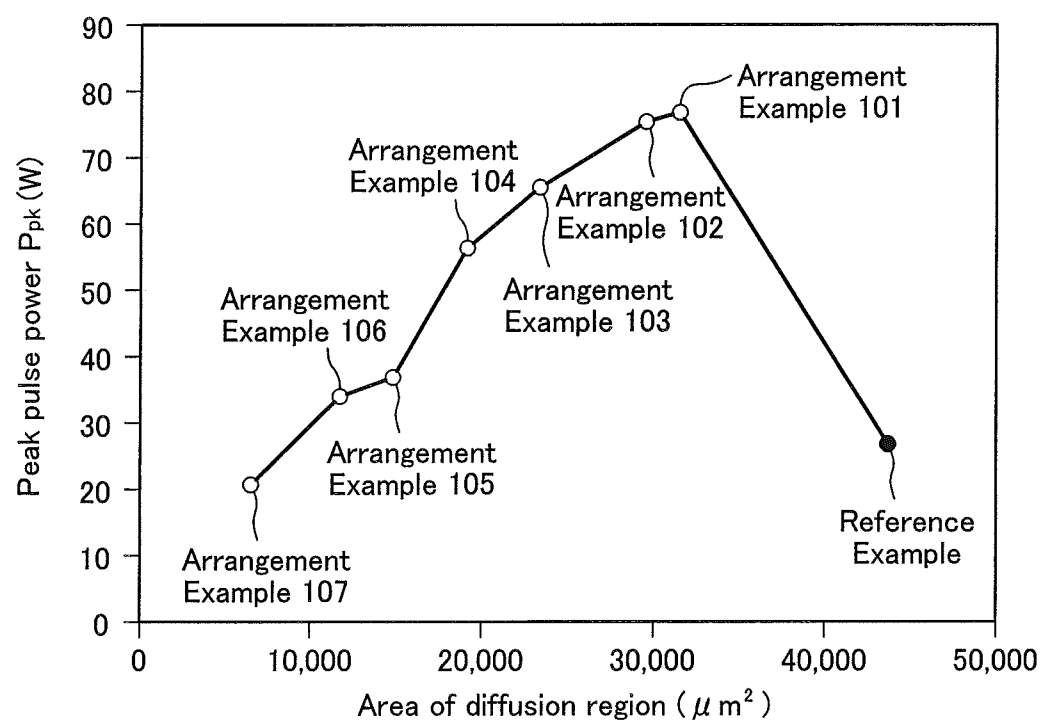 90
80
70
60
50
40
30
20
10
0
Peak pulse power Ppk (W)
Arrangement
Example 101
Arrangement
Example 104
Arrangement
Example 102
Arrangement
Example 103
Arrangement
Example 106
Arrangement
Example 105
Reference
Example
Arrangement
Example 107
0 10,000 20,000 30,000 40,000 50,000
Area of diffusion region ( μm²)